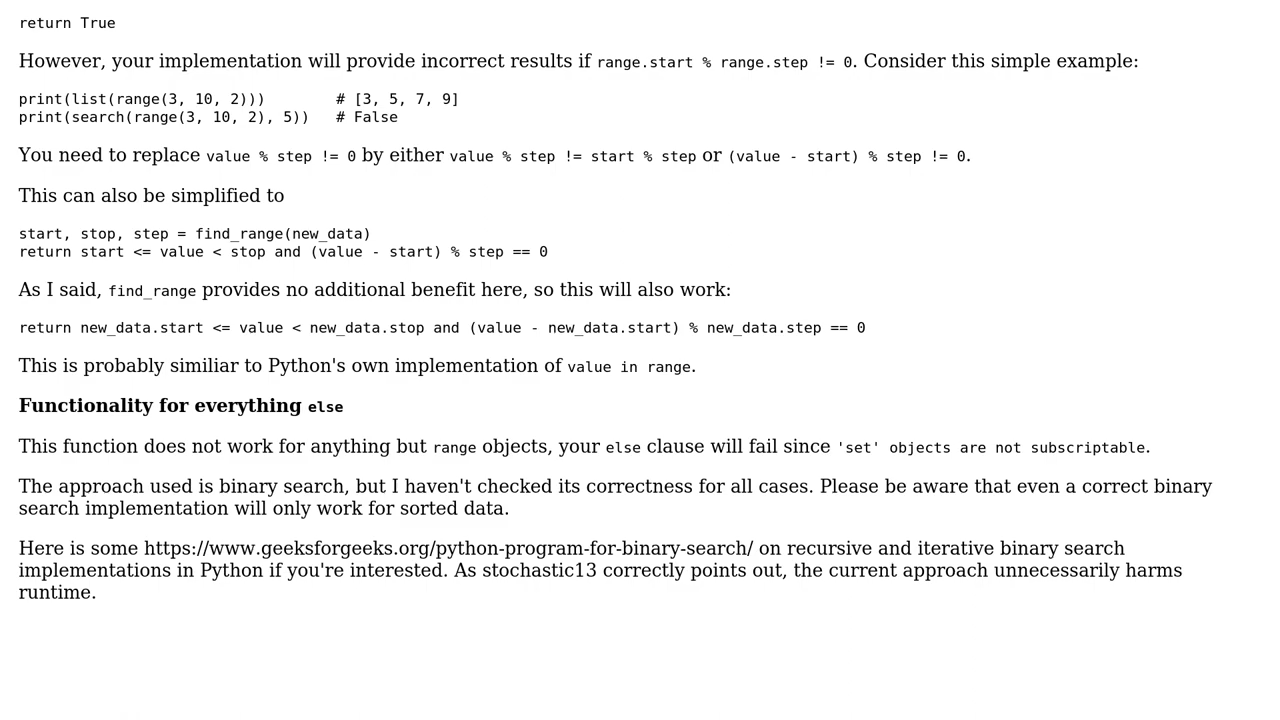 return True
However, your implementation will provide incorrect results if range.start % range.step != 0. Consider this simple example:
print(list(range(3, 10, 2)))        # [3, 5, 7, 9]
print(search(range(3, 10, 2), 5))   # False
You need to replace value % step != 0 by either value % step != start % step or (value - start) % step != 0.
This can also be simplified to
start, stop, step = find_range(new_data)
return start <= value < stop and (value - start) % step == 0
As I said, find_range provides no additional benefit here, so this will also work:
return new_data.start <= value < new_data.stop and (value - new_data.start) % new_data.step == 0
This is probably similiar to Python's own implementation of value in range.
Functionality for everything else
This function does not work for anything but range objects, your else clause will fail since 'set' objects are not subscriptable.
The approach used is binary search, but I haven't checked its correctness for all cases. Please be aware that even a correct binary
search implementation will only work for sorted data.
Here is some https://www.geeksforgeeks.org/python-program-for-binary-search/ on recursive and iterative binary search
implementations in Python if you're interested. As stochastic13 correctly points out, the current approach unnecessarily harms
runtime.